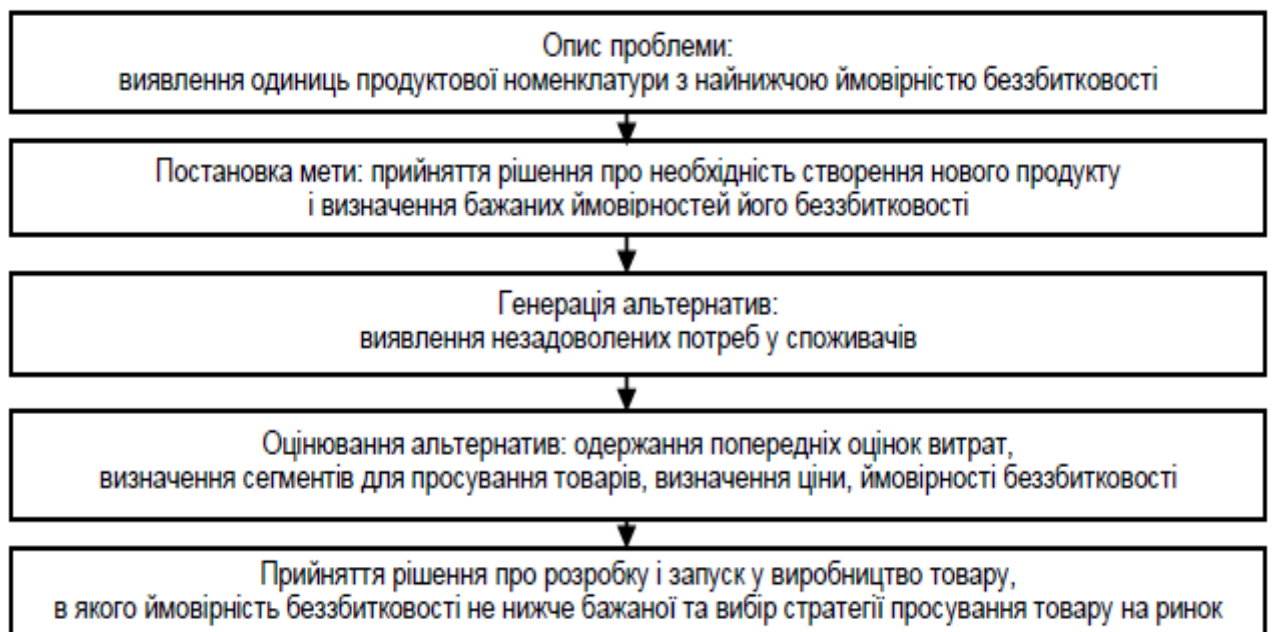 Опис проблеми:
виявлення одиниць продуктової номенклатури з найнижчою ймовірністю беззбитковості
Постановка мети: прийняття рішення про необхідність створення нового продукту
і визначення бажаних ймовірностей його беззбитковості
Генерація альтернатив:
виявлення незадоволених потреб у споживачів
Оцінювання альтернатив: одержання попередніх оцінок витрат,
визначення сегментів для просування товарів, визначення ціни, ймовірності беззбитковості
Прийняття рішення про розробку і запуск у виробництво товару,
в якого ймовірність беззбитковості не нижче бажаної та вибір стратегії просування товару на ринок